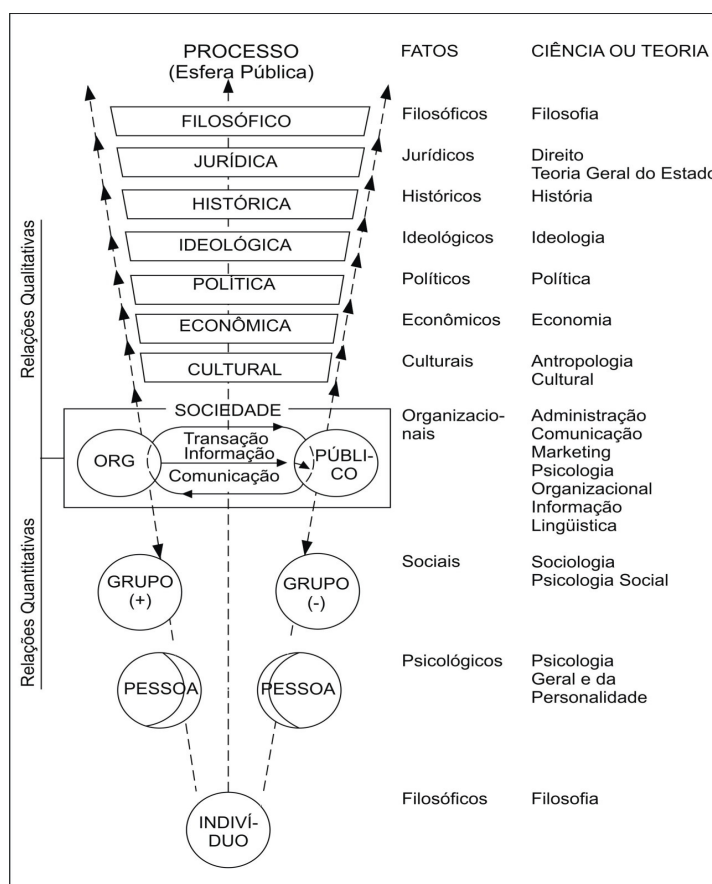 PROCESSO
(Esfera Pública)
FATOS
CIÊNCIA OU TEORIA
FILOSÓFICO
Filosóficos
Filosofia
JURÍDICA
Jurídicos
Direito
Teoria Geral do Estado
HISTÓRICA
Históricos
História
IDEOLÓGICA
Ideológicos
Ideologia
POLÍTICA
Políticos
Política
ECONÔMICA
Econômicos
Economia
CULTURAL
Culturais
Antropologia
Cultural
Relações Qualitativas
SOCIEDADE
ORG
Transação
Informação
Comunicação
PÚBLI-
CO
Organizacio-
nais
Administração
Comunicação
Marketing
Psicologia
Organizacional
Informação
Lingüistica
Relações Quantitativas
GRUPO
(+)
GRUPO
(-)
Sociais
Sociologia
Psicologia Social
PESSOA
PESSOA
Psicológicos
Psicologia
Geral e da
Personalidade
INDIVÍ-
DUO
Filosóficos
Filosofia